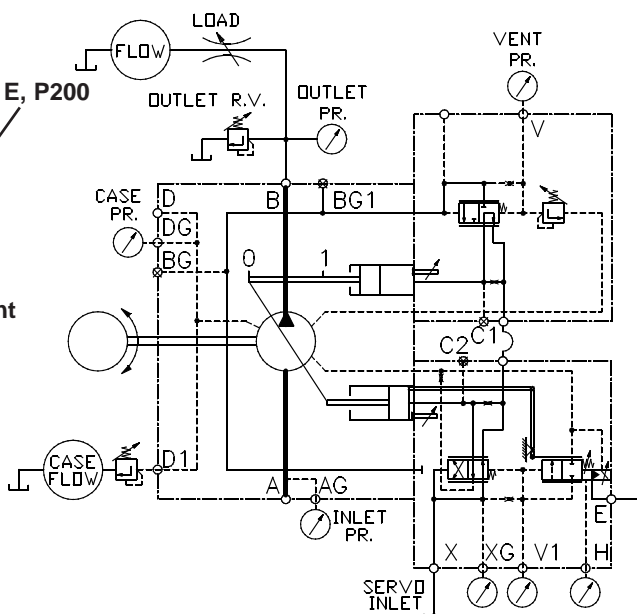 LOAD
FLOW
VENT
PR.
E, P200
OUTLET R.V.
OUTLET
PR.
V
CASE
PR.
D
B
BG1
DG
BG
0
1
nt
C1
C2
CASE
FLOW
D1
A
AG
INLET
PR.
E
X
XG
V1
H
SERVO
INLET